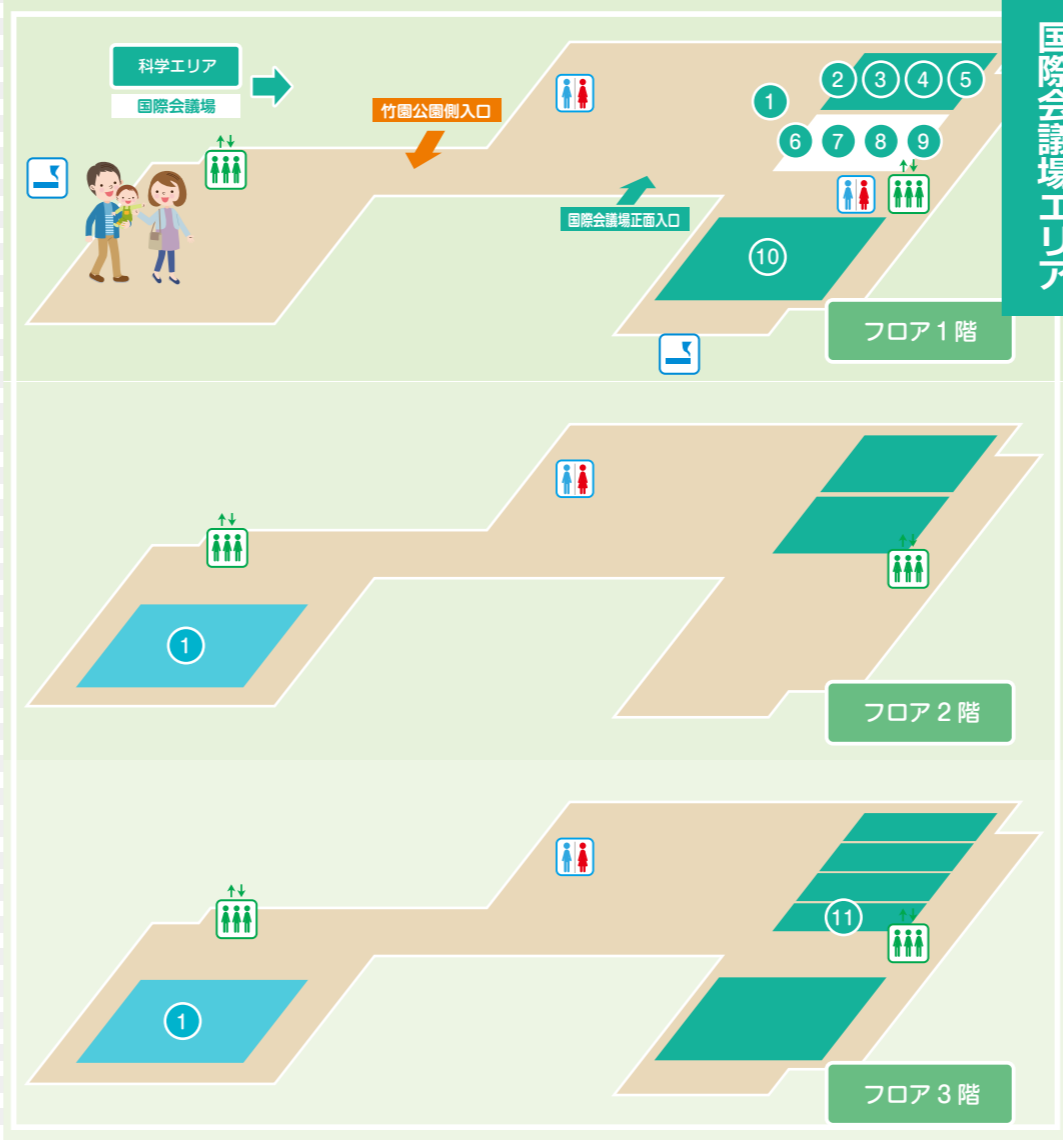 国際会議場エリア
科学エリア
国際会議場
竹園公園側入口
国際会議場正面入口
1
2 3 4 5
6 7 8 9
10
フロア1階
1
フロア2階
11
1
フロア3階